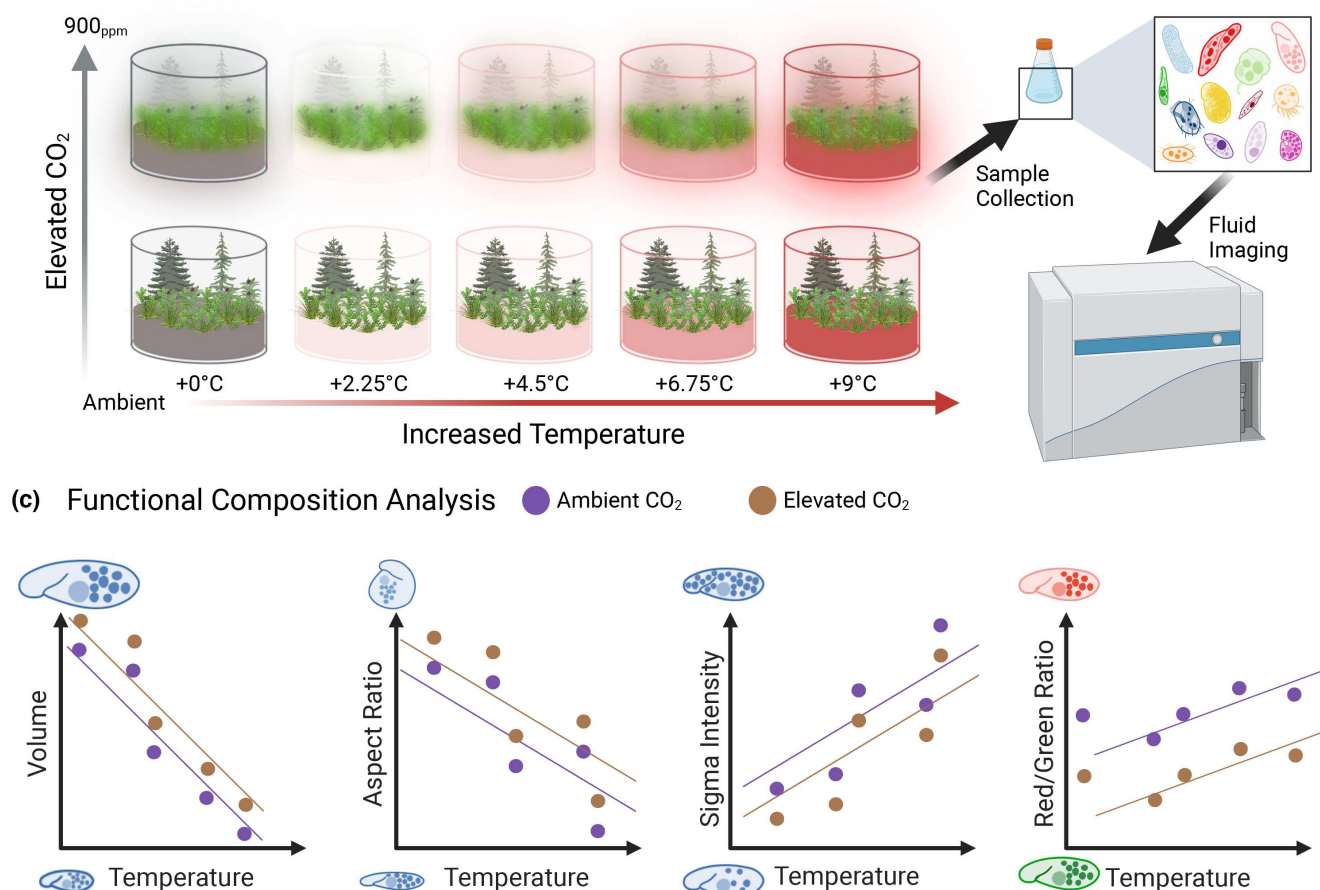 900ppm
Elevated CO₂
Sample
Collection
Fluid
Imaging
+0°C
+2.25°C
+4.5°C
+6.75°C
+9°C
Ambient
Increased Temperature
(c) Functional Composition Analysis
Ambient CO₂
Elevated CO₂
Volume
Temperature
Aspect Ratio
Temperature
Sigma Intensity
Temperature
Red/Green Ratio
Temperature